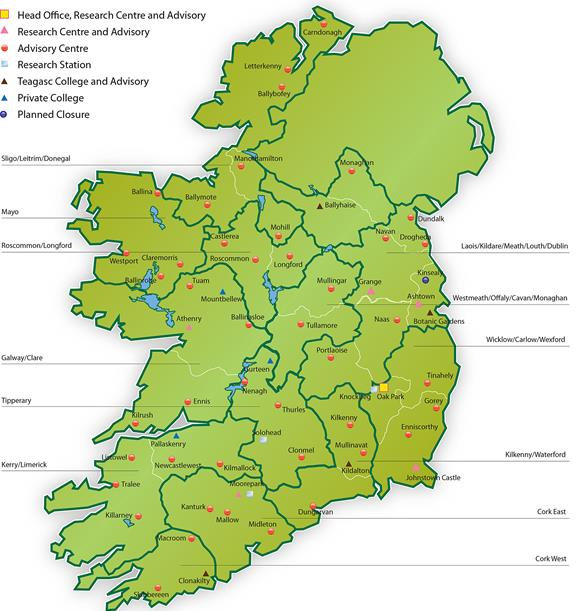 Head Office, Research Centre and Advisory
Research Centre and Advisory
Advisory Centre
Research Station
Teagasc College and Advisory
Private College
Planned Closure
Carndonagh
Letterkenny
Ballybofey
Sligo/Leitrim/Donegal
Manorhamilton
Monaghan
Ballina
Ballymote
Ballyhaise
Mayo
Dundalk
Mohill
Castlerea
Navan
Drogheda
Roscommon/Longford
Laois/Kildare/Meath/Louth/Dublin
Westport
Claremorris
Roscommon
Longford
Kinsealy
Ballinrobe
Tuam
Mullingar
Grange
Mountbellew
Ashtown
Westmeath/Offaly/Cavan/Monaghan
Athenry
Ballinasloe
Tullamore
Naas
Botanic Gardens
Wicklow/Carlow/Wexford
Portlaoise
Galway/Clare
Gurteen
Tinahely
Nenagh
Knockbeg
Oak Park
Tipperary
Ennis
Thurles
Gorey
Kilrush
Kilkenny
Enniscorthy
Pallaskenny
Solohead
Mullinavat
Kilkenny/Waterford
Listowel
Newcastlewest
Kilmallock
Clonmel
Kildalton
Kerry/Limerick
Johnstown Castle
Tralee
Moorepark
Kanturk
Mallow
Dungarvan
Cork East
Killarney
Midleton
Macroom
Cork West
Clonakilty
Skibbereen